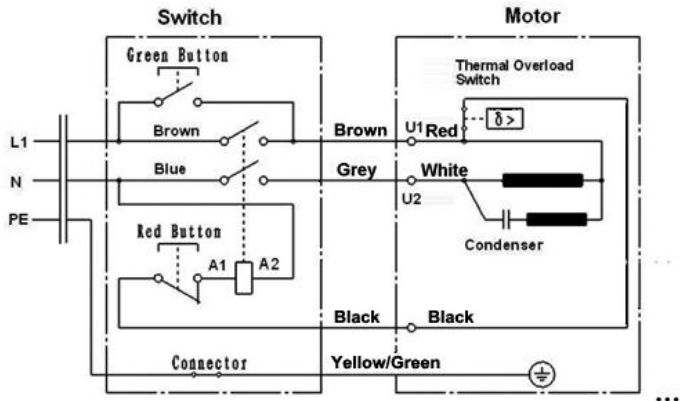 Switch
Motor
Green Button
Thermal Overload
Switch
δ>
L1
Brown
Brown
U1
Red
N
Blue
Grey
White
U2
PE
Red Button
A1
A2
Condenser
Black
Black
Connector
Yellow/Green
...